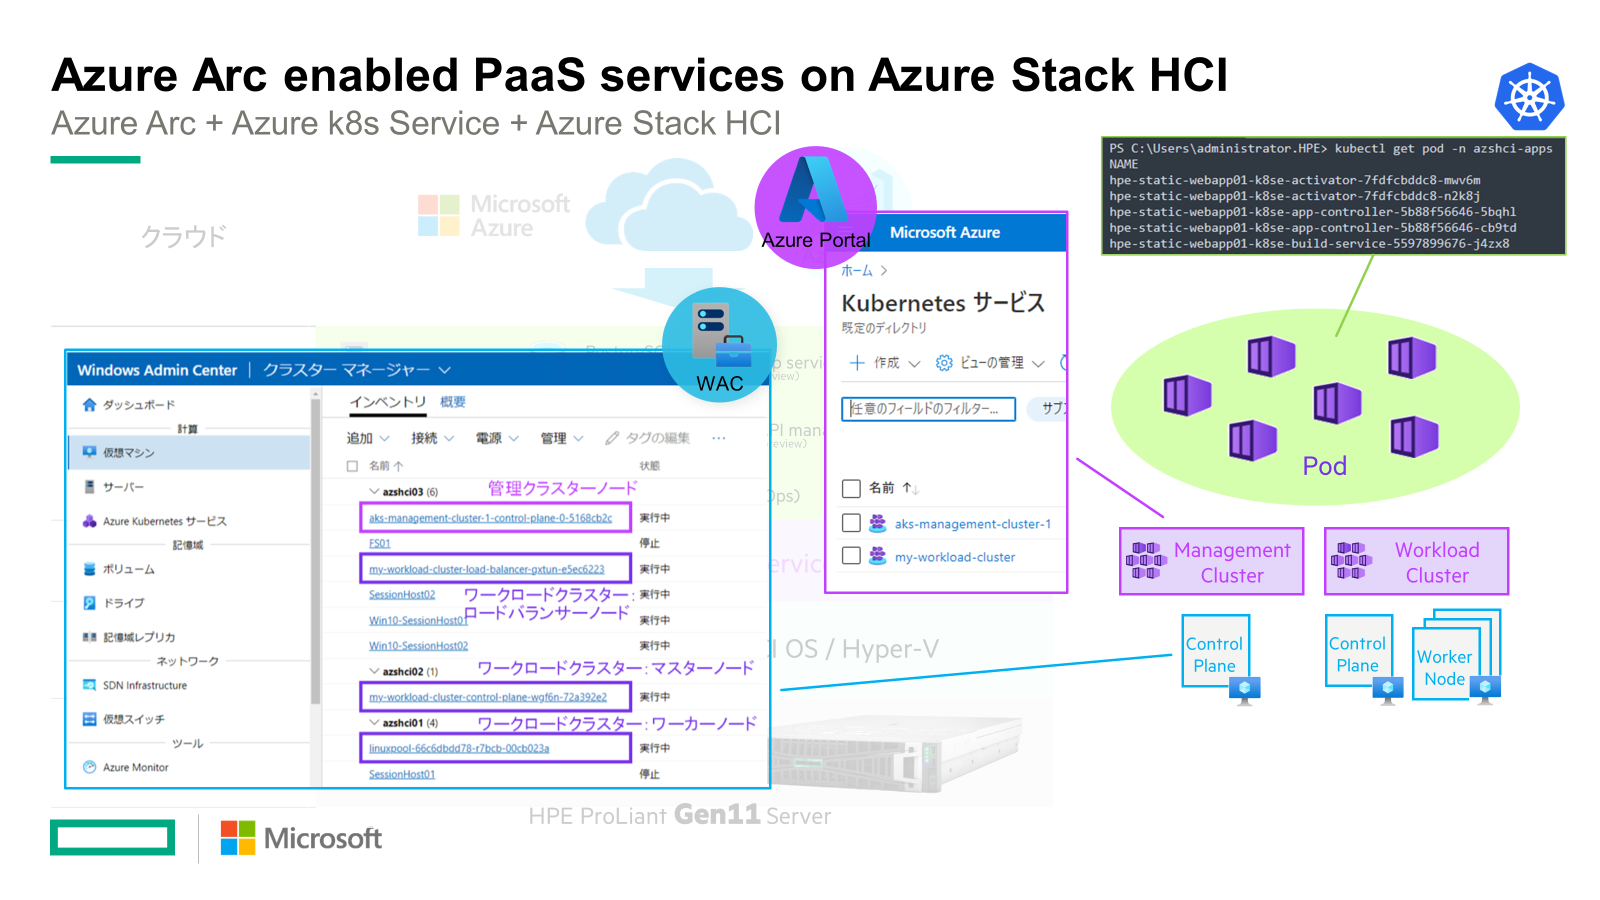 Azure Arc enabled PaaS services on Azure Stack HCI
Azure Arc + Azure k8s Service + Azure Stack HCI
PS C:\Users\administrator.HPE> kubectl get pod -n azshci-apps
NAME
hpe-static-webapp01-k8se-activator-7fdfcbddc8-mwv6m
hpe-static-webapp01-k8se-activator-7fdfcbddc8-n2k8j
hpe-static-webapp01-k8se-app-controller-5b88f56646-5bqhl
hpe-static-webapp01-k8se-app-controller-5b88f56646-cb9td
hpe-static-webapp01-k8se-build-service-5597899676-j4zx8
クラウド
Microsoft
Azure
Azure Portal
Microsoft Azure
ホーム >
Kubernetes サービス
既定のディレクトリ
作成
ビューの管理
任意のフィールドのフィルター...
サブ
名前 ↑↓
aks-management-cluster-1
my-workload-cluster
WAC
Windows Admin Center | クラスター マネージャー
ダッシュボード
計算
仮想マシン
サーバー
Azure Kubernetes サービス
記憶域
ボリューム
ドライブ
記憶域レプリカ
ネットワーク
SDN Infrastructure
仮想スイッチ
ツール
Azure Monitor
インベントリ 概要
追加 接続 電源 管理 タグの編集 ...
名前 ↑ 状態
azshci03 (6) 管理クラスターノード
aks-management-cluster-1-control-plane-0-5168cb2c 実行中
FS01 停止
my-workload-cluster-load-balancer-gxtun-e5ec6223 実行中
SessionHost02 ワークロードクラスター： 実行中
ロードバランサーノード
Win10-SessionHost01 実行中
Win10-SessionHost02 実行中
azshci02 (1) ワークロードクラスター：マスターノード
my-workload-cluster-control-plane-wgf6n-72a392e2 実行中
azshci01 (4) ワークロードクラスター：ワーカーノード
linuxpool-66c6dbdd78-r7bcb-00cb023a 実行中
SessionHost01 停止
OS / Hyper-V
Pod
Management
Cluster
Workload
Cluster
Control
Plane
Control
Plane
Worker
Node
HPE ProLiant Gen11 Server
Microsoft